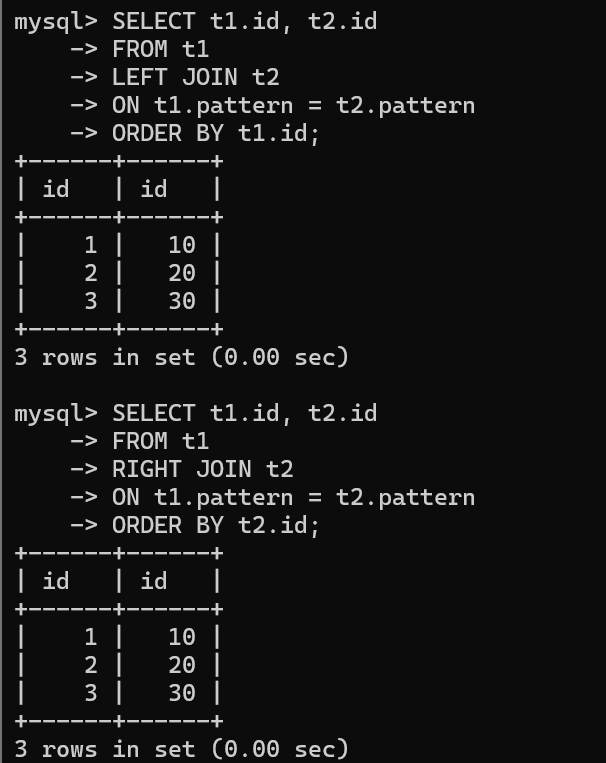 mysql> SELECT t1.id, t2.id
    -> FROM t1
    -> LEFT JOIN t2
    -> ON t1.pattern = t2.pattern
    -> ORDER BY t1.id;
+------+------+
| id   | id   |
+------+------+
|    1 |   10 |
|    2 |   20 |
|    3 |   30 |
+------+------+
3 rows in set (0.00 sec)

mysql> SELECT t1.id, t2.id
    -> FROM t1
    -> RIGHT JOIN t2
    -> ON t1.pattern = t2.pattern
    -> ORDER BY t2.id;
+------+------+
| id   | id   |
+------+------+
|    1 |   10 |
|    2 |   20 |
|    3 |   30 |
+------+------+
3 rows in set (0.00 sec)